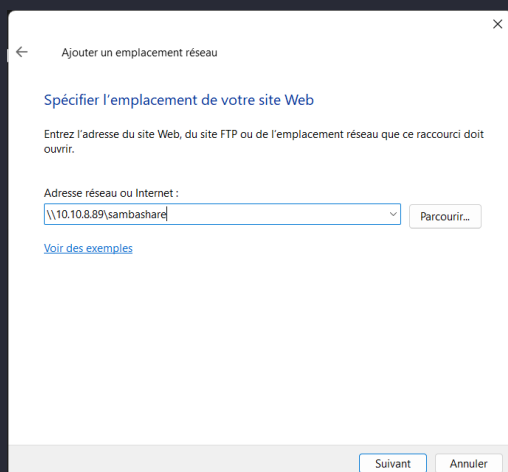 Ajouter un emplacement réseau
Spécifier l'emplacement de votre site Web
Entrez l'adresse du site Web, du site FTP ou de l'emplacement réseau que ce raccourci doit
ouvrir.
Adresse réseau ou Internet :
\\10.10.8.89\sambashare
Parcourir...
Voir des exemples
Suivant
Annuler